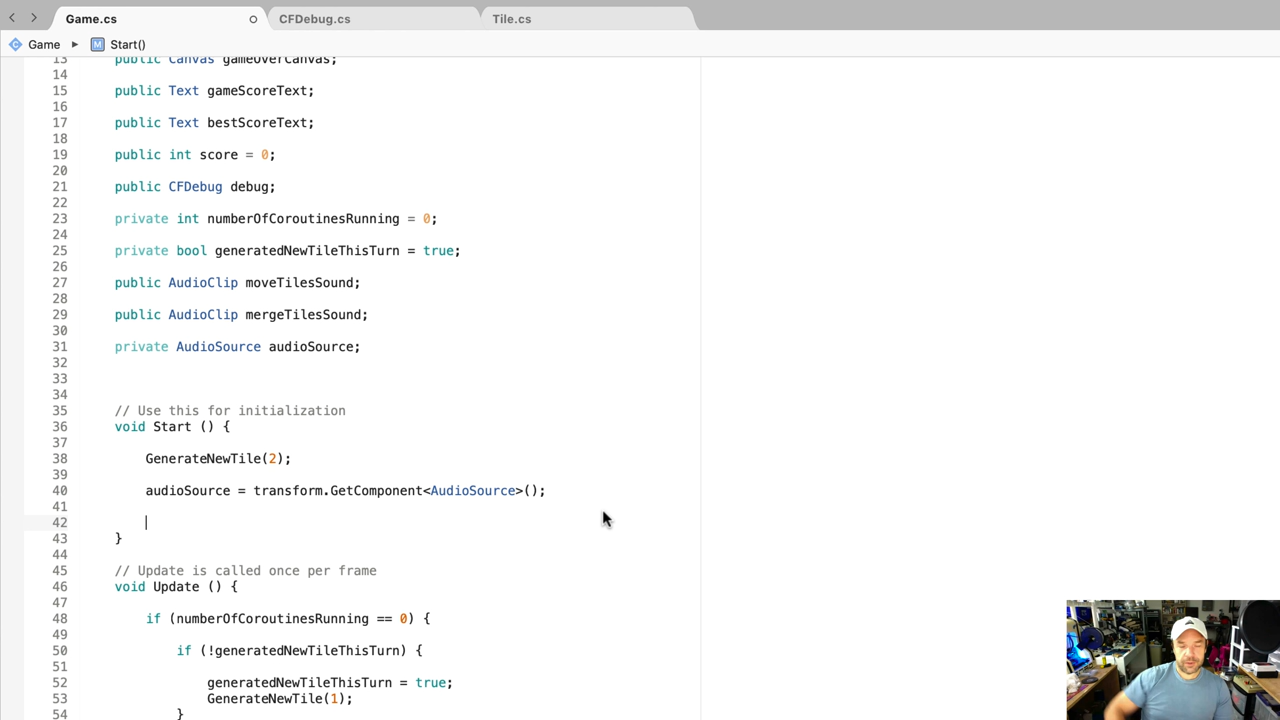 Game.cs
CFDebug.cs
Tile.cs
Game ▸ M Start()
13 public Canvas gameOverCanvas;
14
15 public Text gameScoreText;
16
17 public Text bestScoreText;
18
19 public int score = 0;
20
21 public CFDebug debug;
22
23 private int numberOfCoroutinesRunning = 0;
24
25 private bool generatedNewTileThisTurn = true;
26
27 public AudioClip moveTilesSound;
28
29 public AudioClip mergeTilesSound;
30
31 private AudioSource audioSource;
32
33
34
35 // Use this for initialization
36 void Start () {
37
38 GenerateNewTile(2);
39
40 audioSource = transform.GetComponent<AudioSource>();
41
42
43 }
44
45 // Update is called once per frame
46 void Update () {
47
48 if (numberOfCoroutinesRunning == 0) {
49
50 if (!generatedNewTileThisTurn) {
51
52 generatedNewTileThisTurn = true;
53 GenerateNewTile(1);
54 }